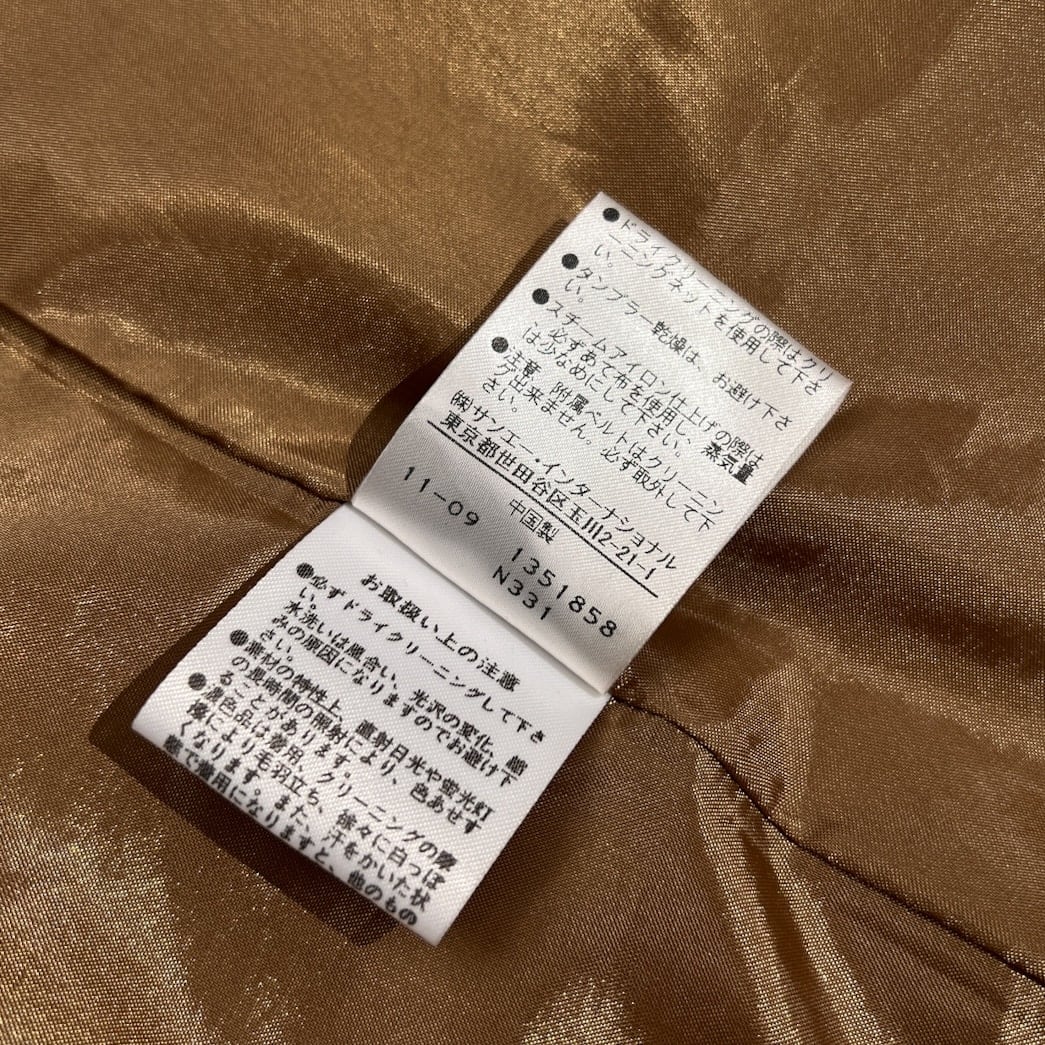 ●ドライクリーニングの際はクリ
ーニングネットを使用して下さ
い。
●タンブラー乾燥は、お避け下さ
い。
●スチームアイロン仕上げの際は
、必ずあて布を使用し、蒸気量
は少なめにして下さい。
●注意 附属ベルトはクリーニン
グ出来ません。必ず取外して下
さい。
㈱サンエー・インターナショナル
東京都世田谷区玉川2-21-1
中国製
11-09 1351858
N331
お取扱い上の注意
●必ずドライクリーニングして下さ
い。
水洗いは風合い、光沢の変化、縮
みの原因になりますのでお避け下
さい。
●素材の特性上、直射日光や蛍光灯
の長時間の照射により、色あせす
ることがあります。
●濃色品は着用、クリーニングの際
擦により毛羽立ち、徐々に白っぽ
くなります。また、汗をかいた状
態で着用になりますと、他のもの